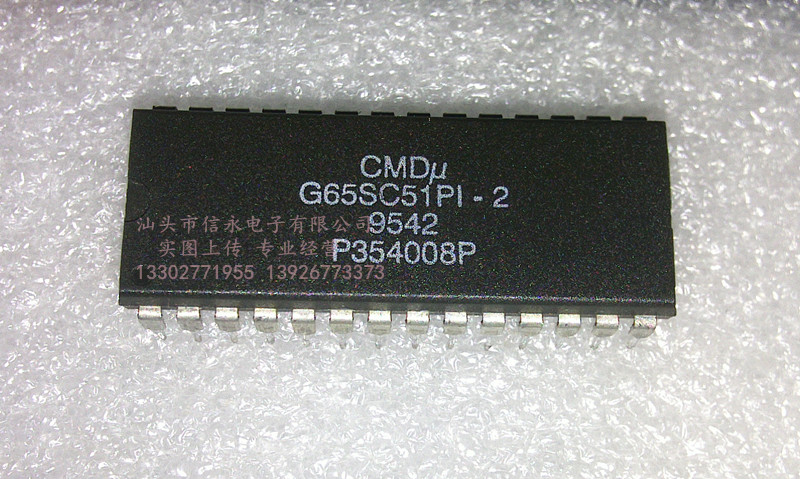 CMDµ
G65SC51PI - 2
9542
P354008P
汕头市信永电子有限公司
实图上传 专业经营
13302771955 13926773373